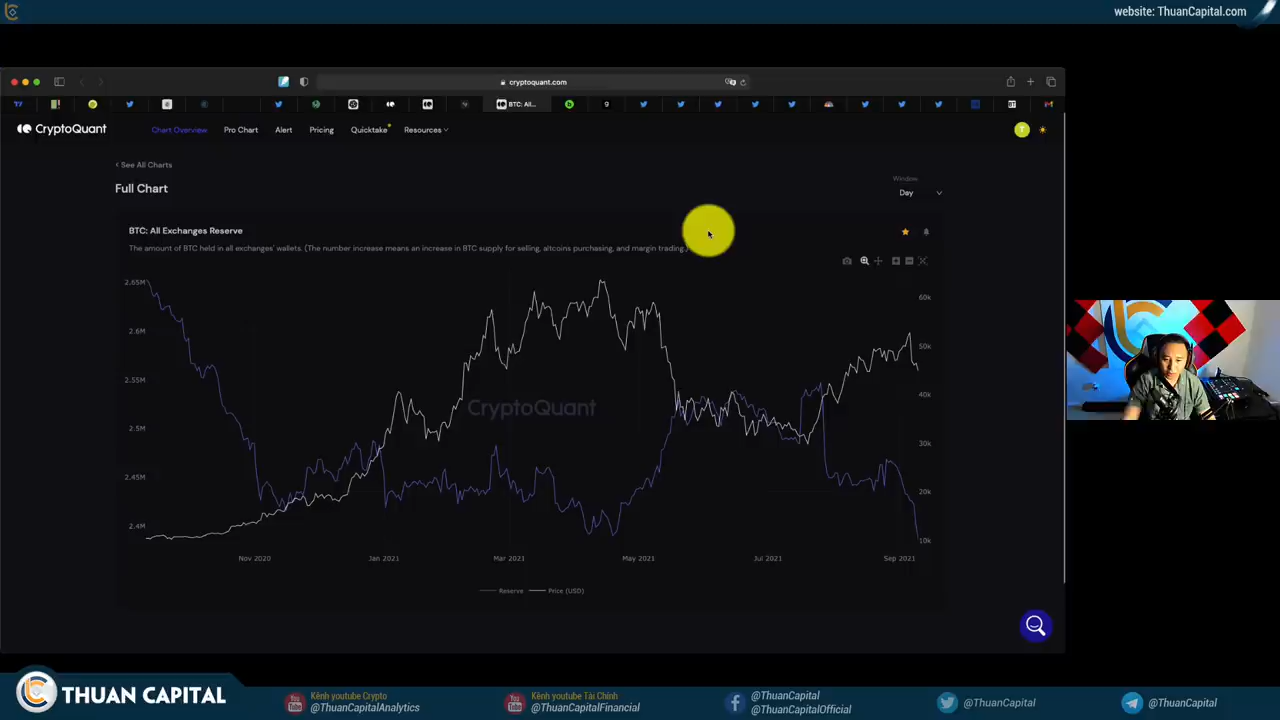 website: ThuanCapital.com
cryptoquant.com
BTC: All...
CryptoQuant
Chart Overview
Pro Chart
Alert
Pricing
Quicktake
Resources
T
See All Charts
Full Chart
Window
Day
BTC: All Exchanges Reserve
The amount of BTC held in all exchanges' wallets. (The number increase means an increase in BTC supply for selling, altcoins purchasing, and margin trading.)
2.65M
2.6M
2.55M
2.5M
2.45M
2.4M
60k
50k
40k
30k
20k
10k
CryptoQuant
Nov 2020
Jan 2021
Mar 2021
May 2021
Jul 2021
Sep 2021
Reserve
Price (USD)
THUAN CAPITAL
Kênh youtube Crypto
@ThuanCapitalAnalytics
Kênh youtube Tài Chính
@ThuanCapitalFinancial
@ThuanCapital
@ThuanCapitalOfficial
@ThuanCapital
@ThuanCapital